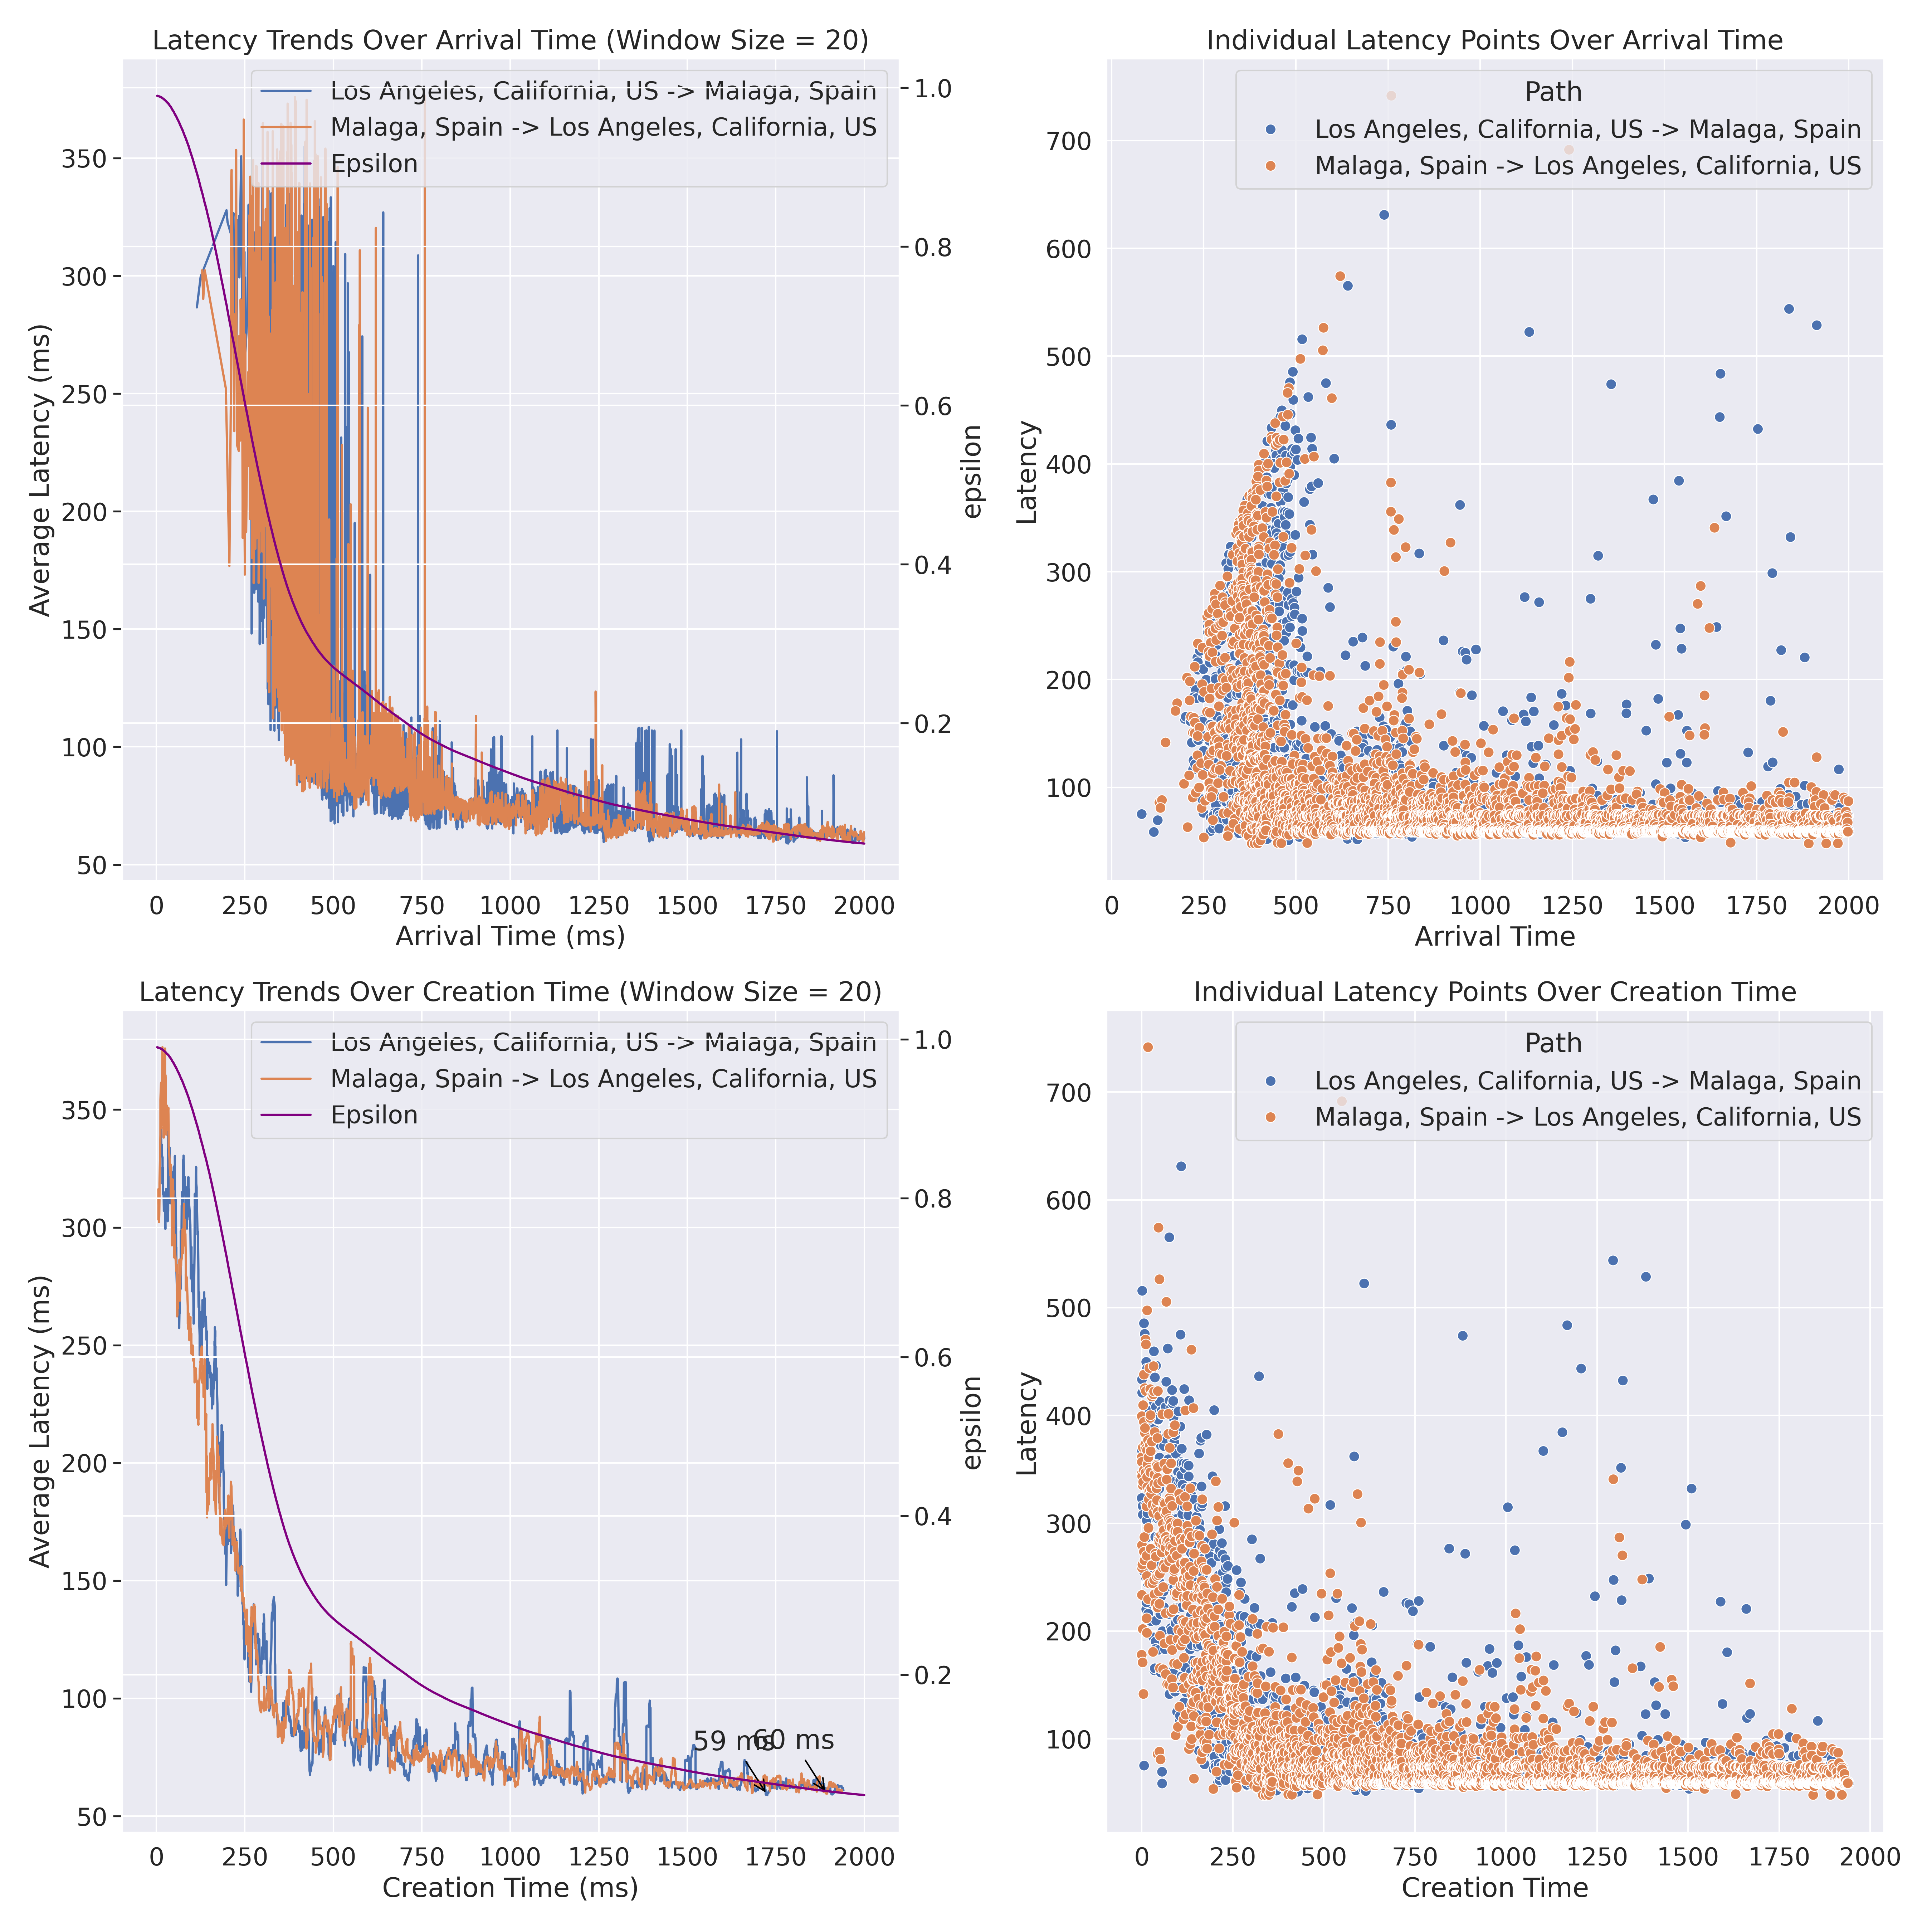 Latency Trends Over Arrival Time (Window Size = 20)
Los Angeles, California, US -> Malaga, Spain
Malaga, Spain -> Los Angeles, California, US
Epsilon
Average Latency (ms)
350
300
250
200
150
100
50
1.0
0.8
0.6
0.4
0.2
epsilon
0 250 500 750 1000 1250 1500 1750 2000
Arrival Time (ms)
Individual Latency Points Over Arrival Time
Path
Los Angeles, California, US -> Malaga, Spain
Malaga, Spain -> Los Angeles, California, US
Latency
700
600
500
400
300
200
100
0 250 500 750 1000 1250 1500 1750 2000
Arrival Time
Latency Trends Over Creation Time (Window Size = 20)
Los Angeles, California, US -> Malaga, Spain
Malaga, Spain -> Los Angeles, California, US
Epsilon
Average Latency (ms)
350
300
250
200
150
100
50
59 ms
60 ms
1.0
0.8
0.6
0.4
0.2
epsilon
0 250 500 750 1000 1250 1500 1750 2000
Creation Time (ms)
Individual Latency Points Over Creation Time
Path
Los Angeles, California, US -> Malaga, Spain
Malaga, Spain -> Los Angeles, California, US
Latency
700
600
500
400
300
200
100
0 250 500 750 1000 1250 1500 1750 2000
Creation Time